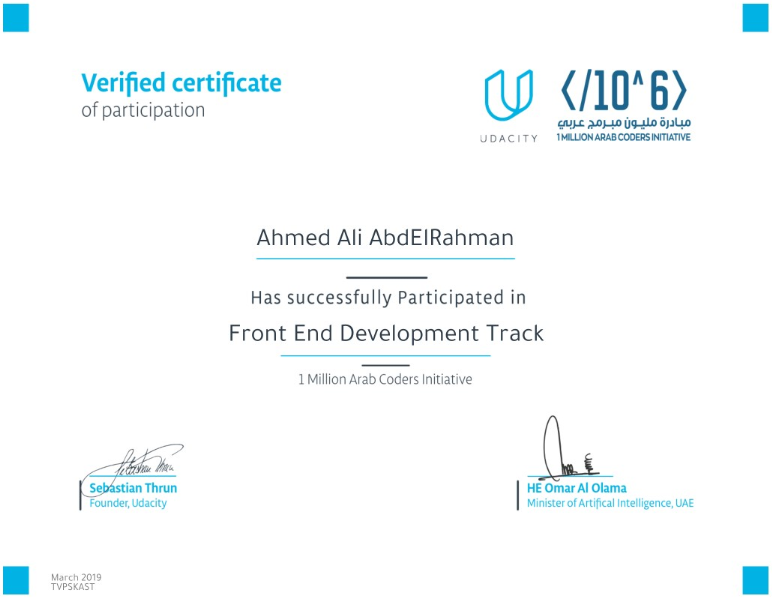 Verified certificate
of participation
UDACITY
</10^6>
مبادرة مليون مبرمج عربي
1 MILLION ARAB CODERS INITIATIVE
Ahmed Ali AbdElRahman
Has successfully Participated in
Front End Development Track
1 Million Arab Coders Initiative
Sebastian Thrun
Founder, Udacity
HE Omar Al Olama
Minister of Artifical Intelligence, UAE
March 2019
TVPSKAST